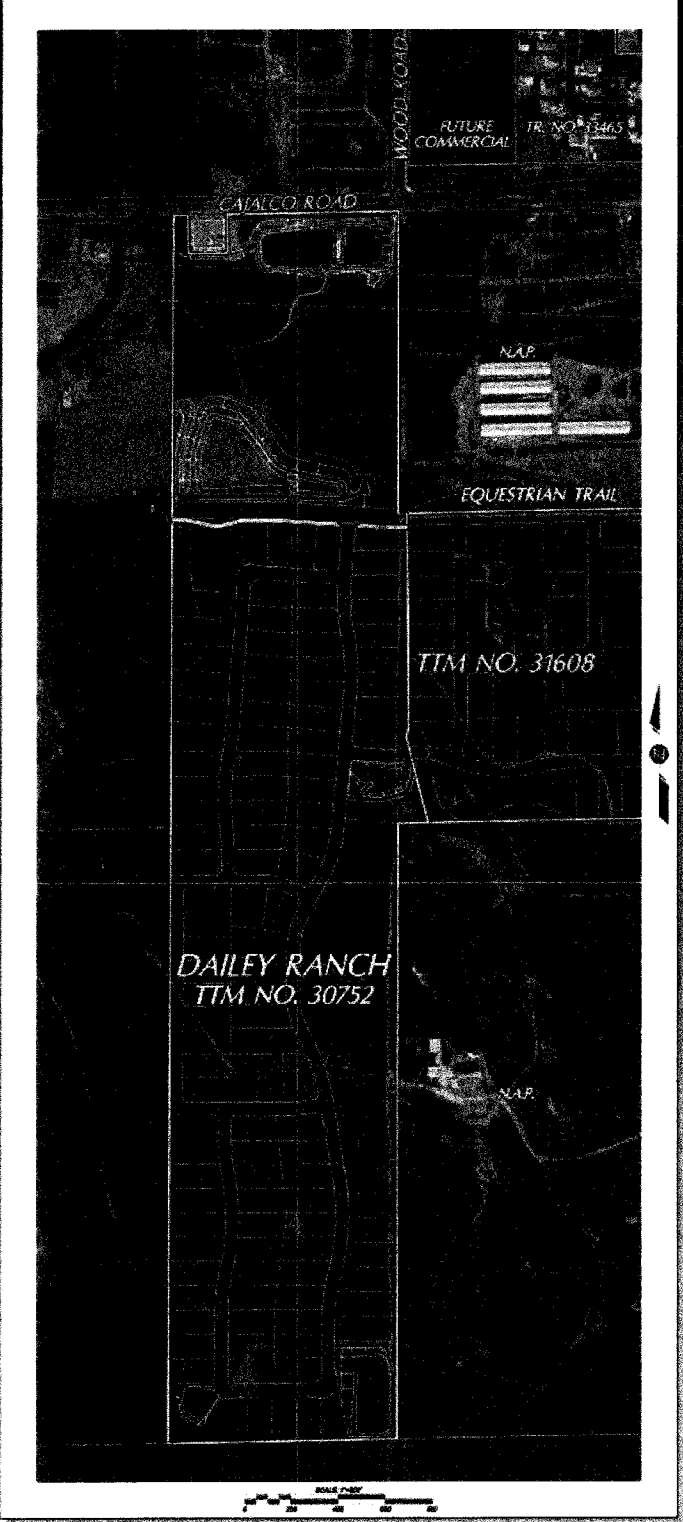 WOOD ROAD
FUTURE
COMMERCIAL
TR. NO. 33465
CAJALCO ROAD
N.A.P.
EQUESTRIAN TRAIL
TTM NO. 31608
DAILEY RANCH
TTM NO. 30752
N.A.P.